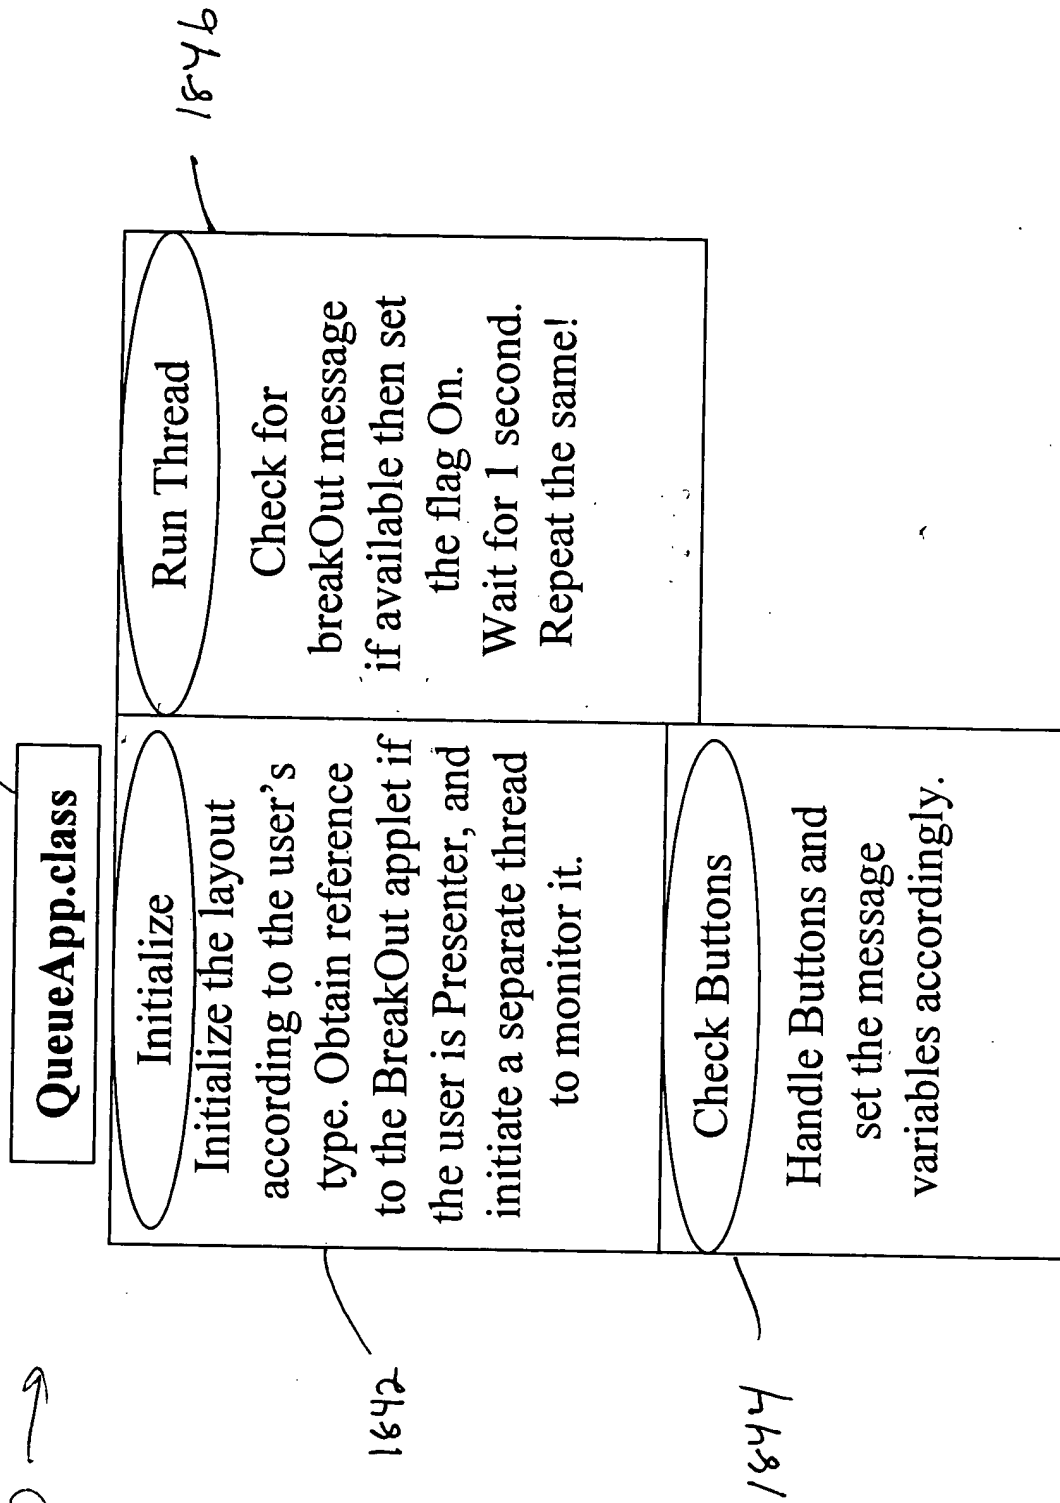 QueueApp.class
Initialize
Initialize the layout
according to the user's
type. Obtain reference
to the BreakOut applet if
the user is Presenter, and
initiate a separate thread
to monitor it.
1842
Run Thread
Check for
breakOut message
if available then set
the flag On.
Wait for 1 second.
Repeat the same!
1846
Check Buttons
Handle Buttons and
set the message
variables accordingly.
1844